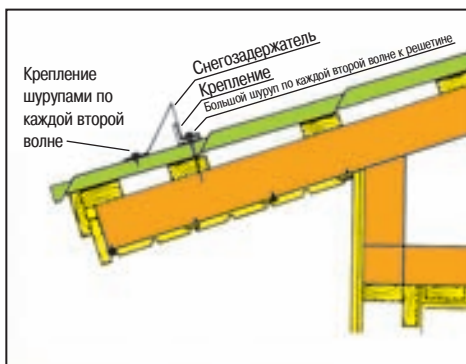 Снегозадержатель
Крепление
Большой шуруп по каждой второй волне к решетине
Крепление
шурупами по
каждой второй
волне